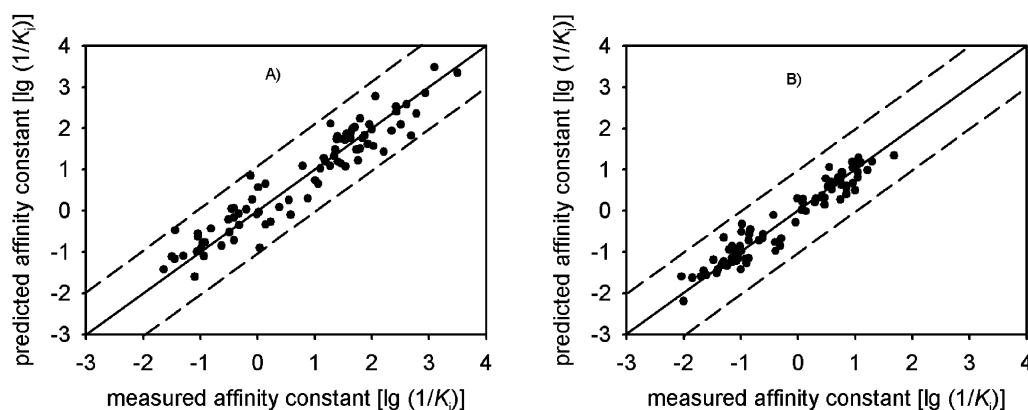 A)
predicted affinity constant [lg (1/Ki)]
4
3
2
1
0
-1
-2
-3
-3 -2 -1 0 1 2 3 4
measured affinity constant [lg (1/Ki)]
B)
predicted affinity constant [lg (1/Ki)]
4
3
2
1
0
-1
-2
-3
-3 -2 -1 0 1 2 3 4
measured affinity constant [lg (1/Ki)]